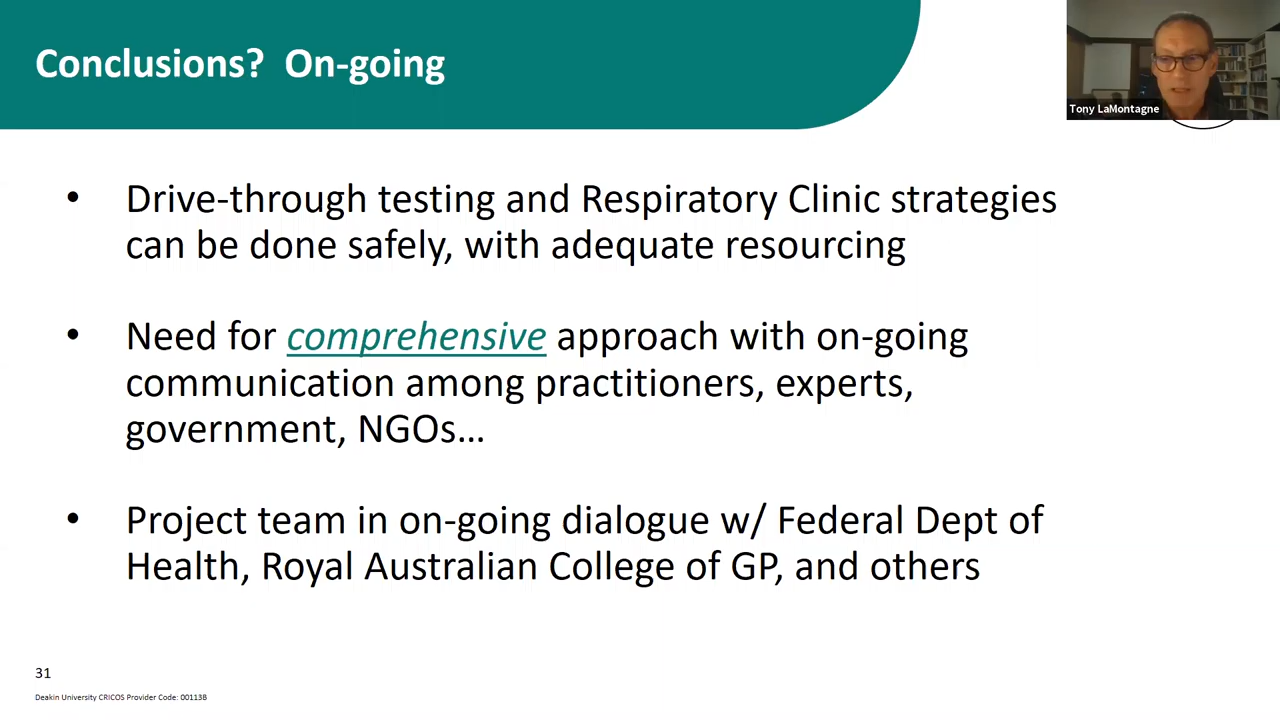 Conclusions?  On-going
Tony LaMontagne
• Drive-through testing and Respiratory Clinic strategies
can be done safely, with adequate resourcing
• Need for comprehensive approach with on-going
communication among practitioners, experts,
government, NGOs...
• Project team in on-going dialogue w/ Federal Dept of
Health, Royal Australian College of GP, and others
31
Deakin University CRICOS Provider Code: 00113B